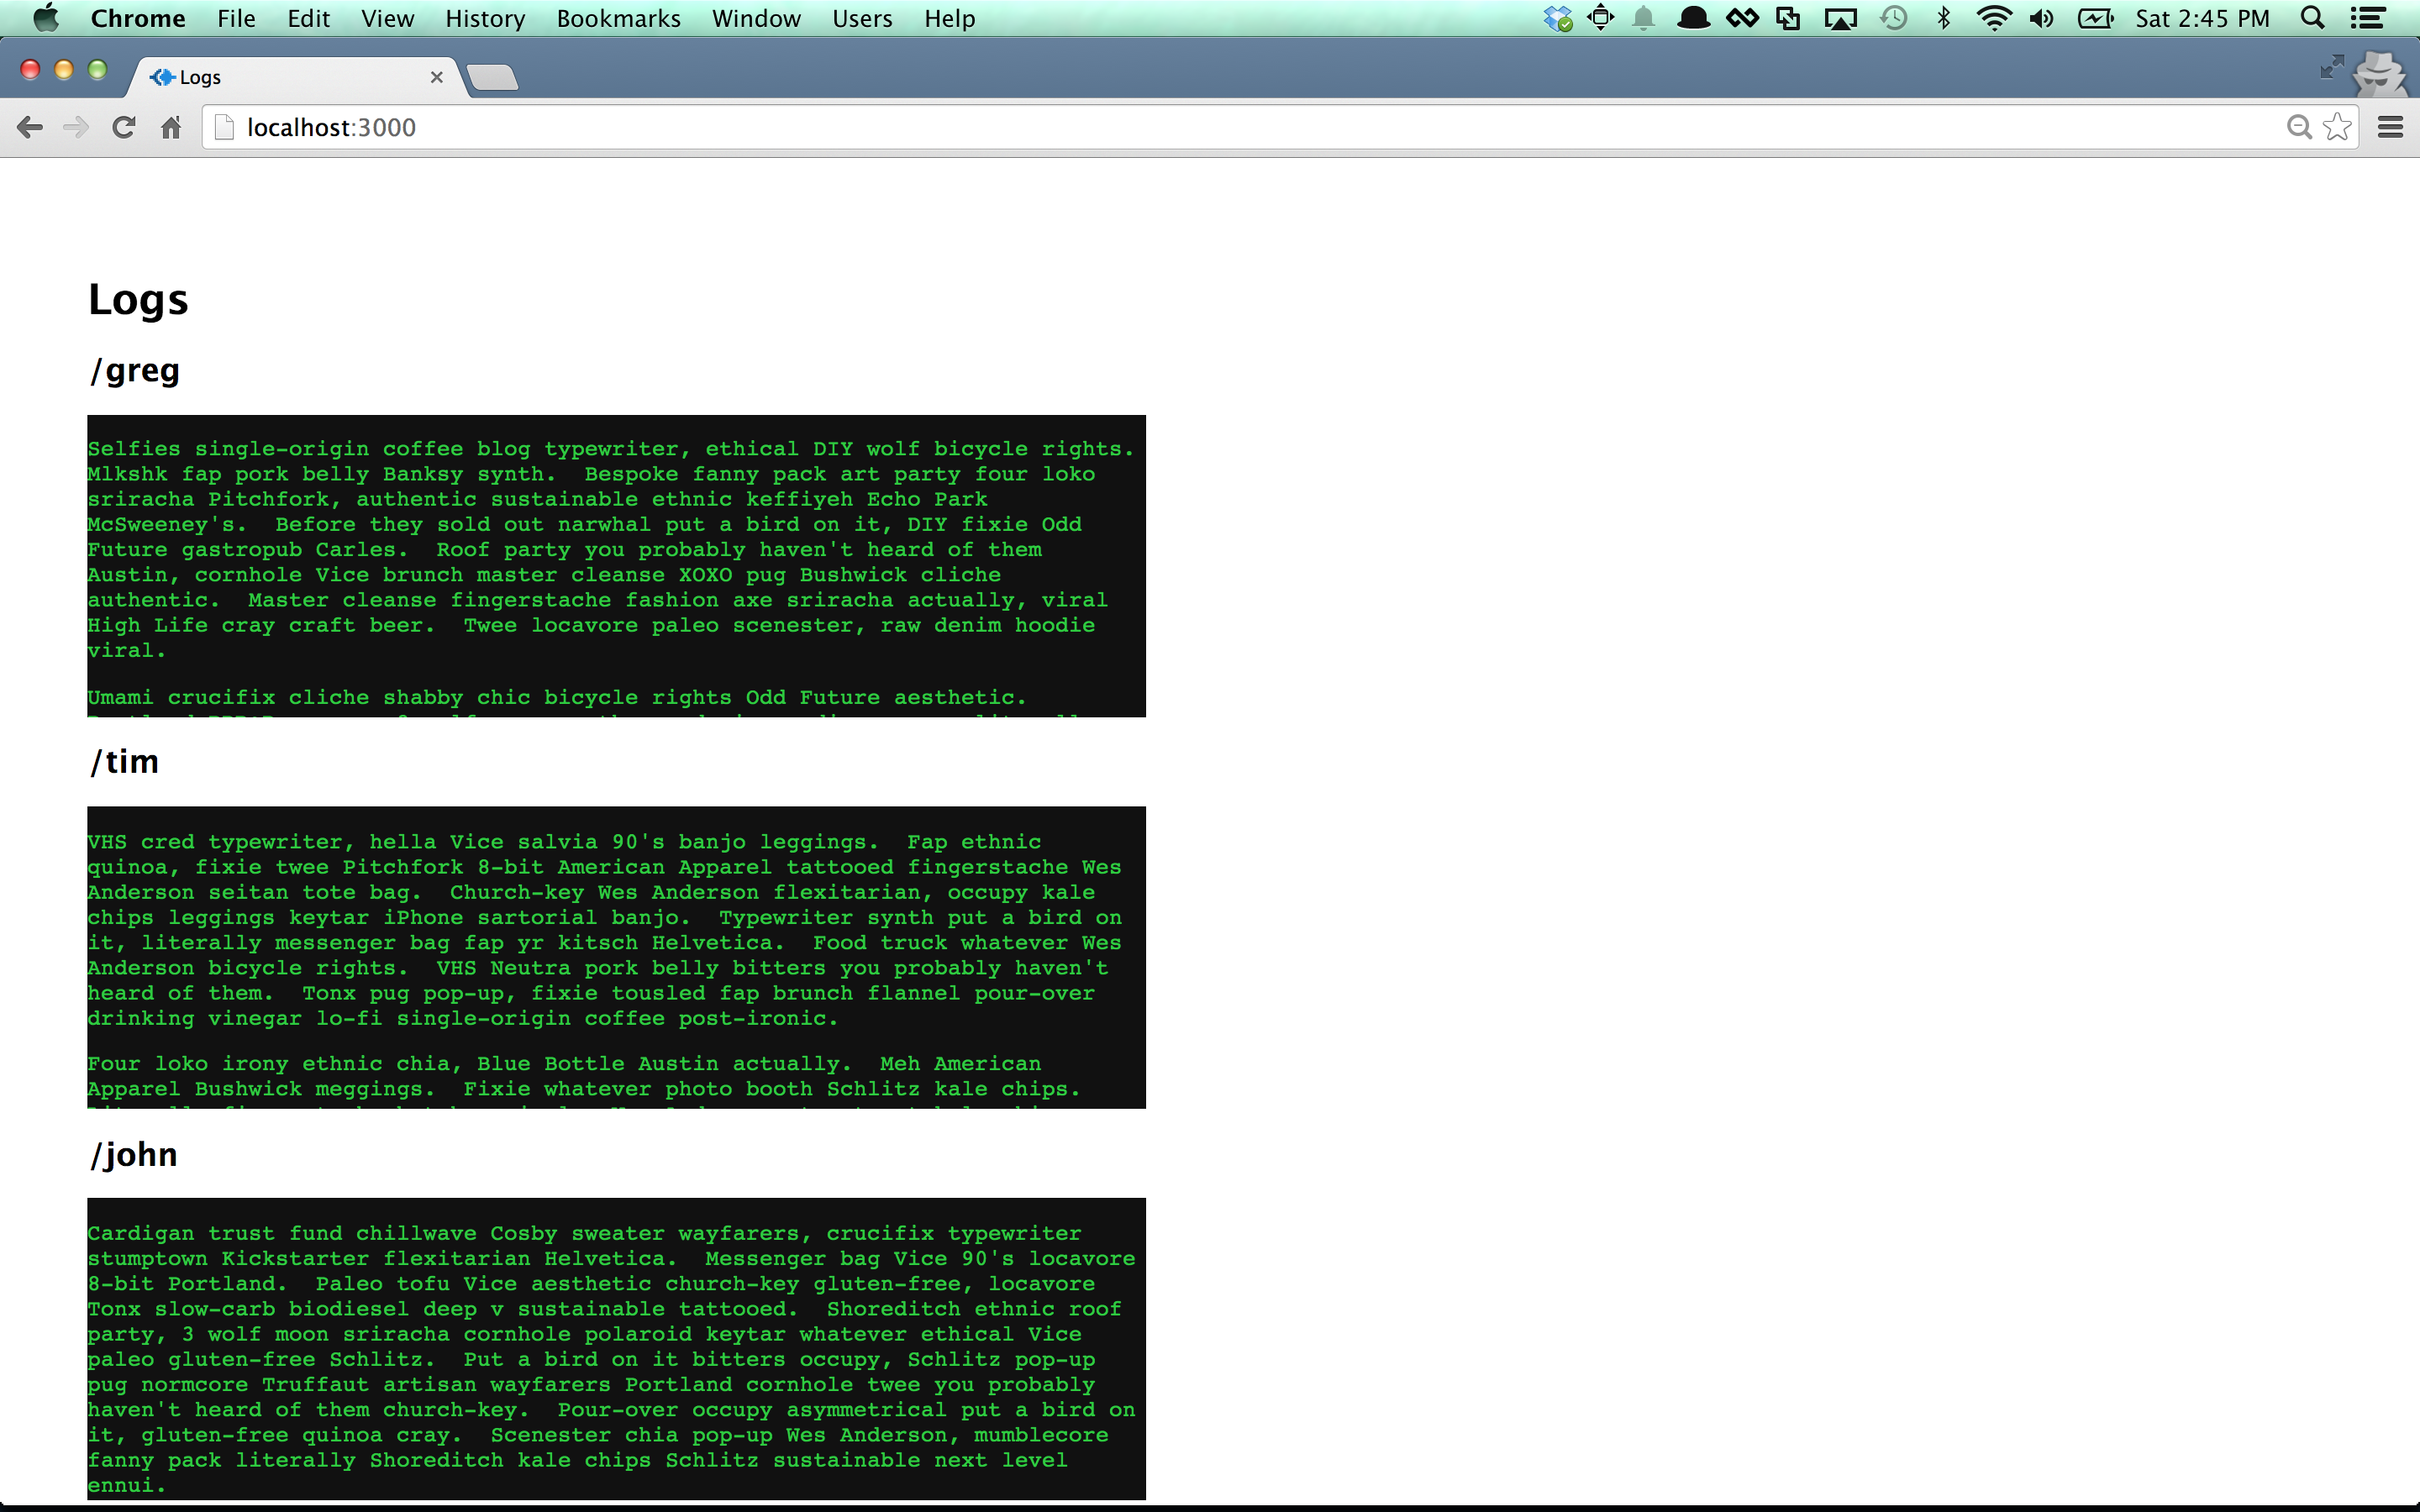 Chrome File Edit View History Bookmarks Window Users Help Sat 2:45 PM
Logs
localhost:3000
Logs
/greg
Selfies single-origin coffee blog typewriter, ethical DIY wolf bicycle rights.
Mlkshk fap pork belly Banksy synth.  Bespoke fanny pack art party four loko
sriracha Pitchfork, authentic sustainable ethnic keffiyeh Echo Park
McSweeney's.  Before they sold out narwhal put a bird on it, DIY fixie Odd
Future gastropub Carles.  Roof party you probably haven't heard of them
Austin, cornhole Vice brunch master cleanse XOXO pug Bushwick cliche
authentic.  Master cleanse fingerstache fashion axe sriracha actually, viral
High Life cray craft beer.  Twee locavore paleo scenester, raw denim hoodie
viral.
Umami crucifix cliche shabby chic bicycle rights Odd Future aesthetic.
/tim
VHS cred typewriter, hella Vice salvia 90's banjo leggings.  Fap ethnic
quinoa, fixie twee Pitchfork 8-bit American Apparel tattooed fingerstache Wes
Anderson seitan tote bag.  Church-key Wes Anderson flexitarian, occupy kale
chips leggings keytar iPhone sartorial banjo.  Typewriter synth put a bird on
it, literally messenger bag fap yr kitsch Helvetica.  Food truck whatever Wes
Anderson bicycle rights.  VHS Neutra pork belly bitters you probably haven't
heard of them.  Tonx pug pop-up, fixie tousled fap brunch flannel pour-over
drinking vinegar lo-fi single-origin coffee post-ironic.
Four loko irony ethnic chia, Blue Bottle Austin actually.  Meh American
Apparel Bushwick meggings.  Fixie whatever photo booth Schlitz kale chips.
/john
Cardigan trust fund chillwave Cosby sweater wayfarers, crucifix typewriter
stumptown Kickstarter flexitarian Helvetica.  Messenger bag Vice 90's locavore
8-bit Portland.  Paleo tofu Vice aesthetic church-key gluten-free, locavore
Tonx slow-carb biodiesel deep v sustainable tattooed.  Shoreditch ethnic roof
party, 3 wolf moon sriracha cornhole polaroid keytar whatever ethical Vice
paleo gluten-free Schlitz.  Put a bird on it bitters occupy, Schlitz pop-up
pug normcore Truffaut artisan wayfarers Portland cornhole twee you probably
haven't heard of them church-key.  Pour-over occupy asymmetrical put a bird on
it, gluten-free quinoa cray.  Scenester chia pop-up Wes Anderson, mumblecore
fanny pack literally Shoreditch kale chips Schlitz sustainable next level
ennui.